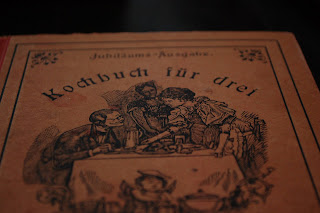 Jubiläums-Ausgabe.
Kochbuch für drei